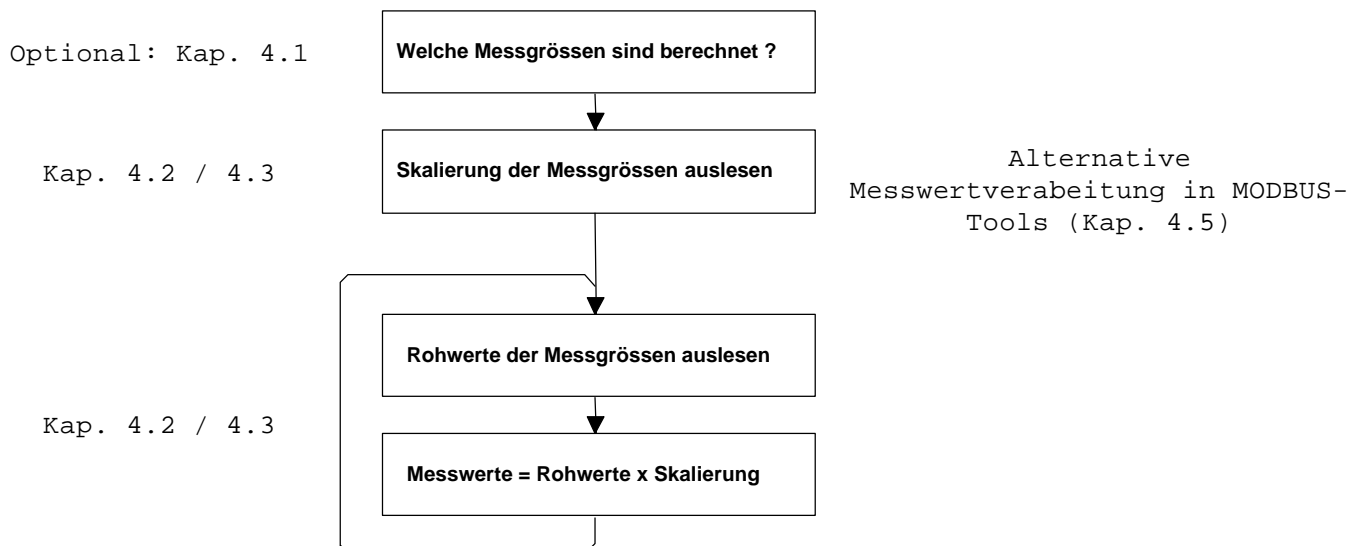 Optional: Kap. 4.1
Welche Messgrössen sind berechnet ?
Kap. 4.2 / 4.3
Skalierung der Messgrössen auslesen
Alternative
Messwertverabeitung in MODBUS-
Tools (Kap. 4.5)
Rohwerte der Messgrössen auslesen
Kap. 4.2 / 4.3
Messwerte = Rohwerte x Skalierung